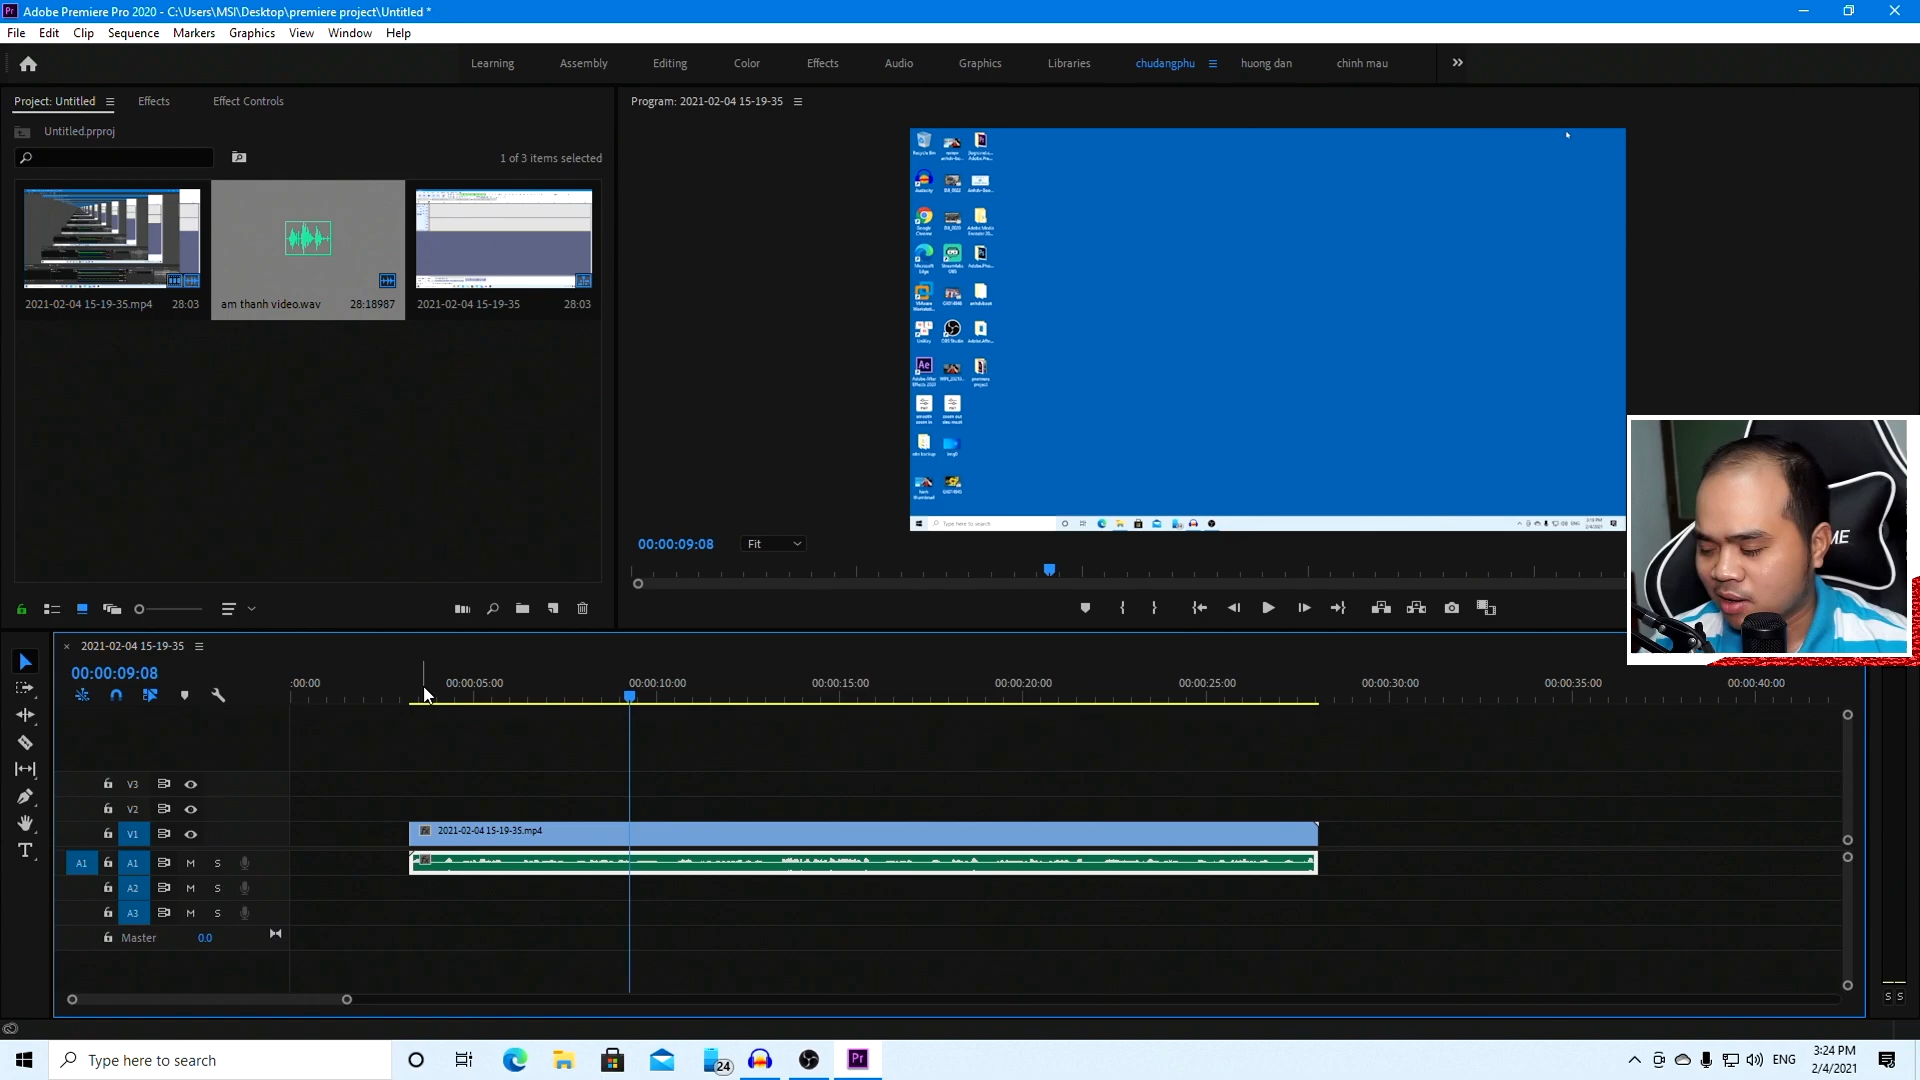 Adobe Premiere Pro 2020 - C:\Users\MSI\Desktop\premiere project\Untitled *
File Edit Clip Sequence Markers Graphics View Window Help
Learning Assembly Editing Color Effects Audio Graphics Libraries chudangphu huong dan chinh mau
Project: Untitled Effects Effect Controls
Program: 2021-02-04 15-19-35
Untitled.prproj
1 of 3 items selected
2021-02-04 15-19-35.mp4 28:03
am thanh video.wav 28:18987
2021-02-04 15-19-35 28:03
Type here to search
00:00:09:08 Fit
2021-02-04 15-19-35
00:00:09:08
:00:00 00:00:05:00 00:00:10:00 00:00:15:00 00:00:20:00 00:00:25:00 00:00:30:00 00:00:35:00 00:00:40:00
V3
V2
V1 2021-02-04 15-19-35.mp4
A1 A1 M S
A2 M S
A3 M S
Master 0.0
S S
Type here to search
24
Pr
ENG
3:24 PM
2/4/2021